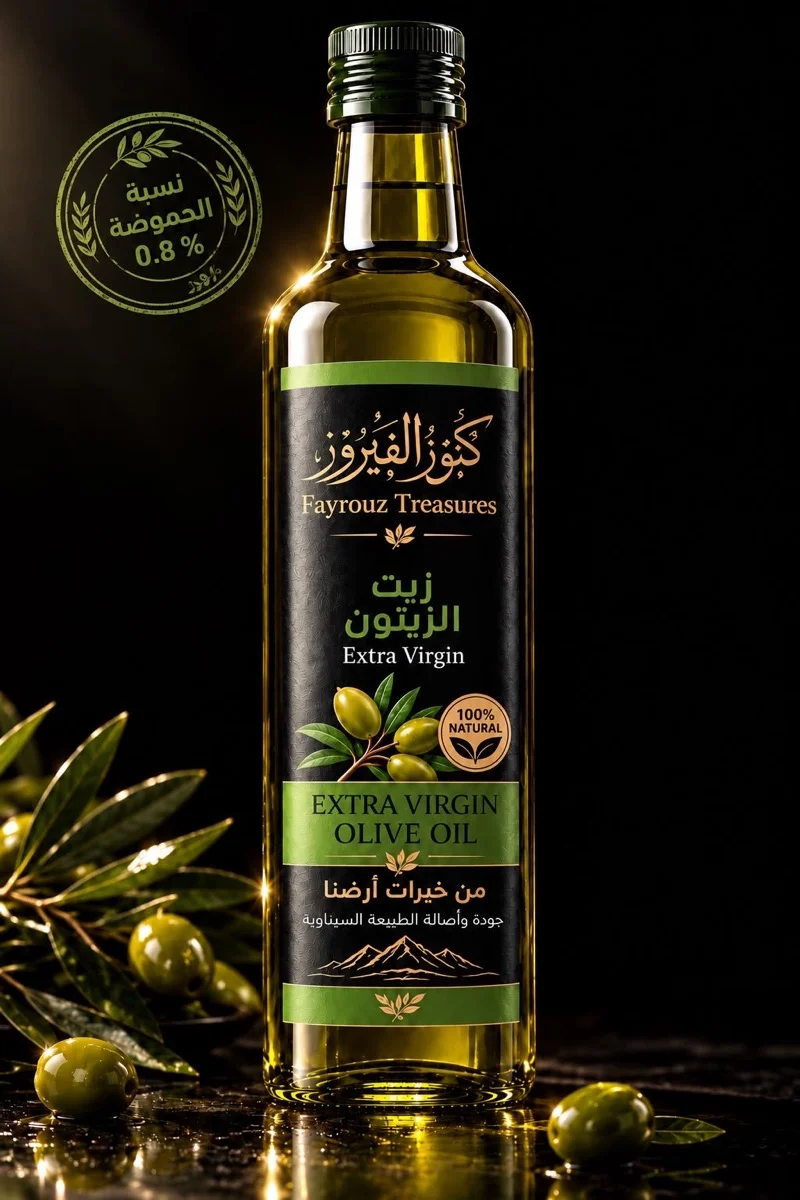 نسبة
الحموضة
0.8 %
كنوز الفيروز
Fayrouz Treasures
زيت
الزيتون
Extra Virgin
100%
NATURAL
EXTRA VIRGIN
OLIVE OIL
من خيرات أرضنا
جودة وأصالة الطبيعة السيناوية